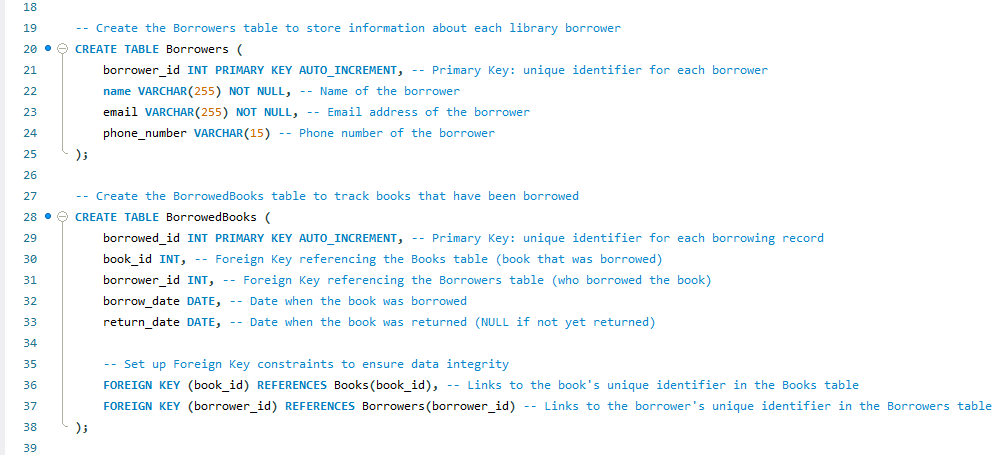 18
19 -- Create the Borrowers table to store information about each library borrower
20 CREATE TABLE Borrowers (
21 borrower_id INT PRIMARY KEY AUTO_INCREMENT, -- Primary Key: unique identifier for each borrower
22 name VARCHAR(255) NOT NULL, -- Name of the borrower
23 email VARCHAR(255) NOT NULL, -- Email address of the borrower
24 phone_number VARCHAR(15) -- Phone number of the borrower
25 );
26
27 -- Create the BorrowedBooks table to track books that have been borrowed
28 CREATE TABLE BorrowedBooks (
29 borrowed_id INT PRIMARY KEY AUTO_INCREMENT, -- Primary Key: unique identifier for each borrowing record
30 book_id INT, -- Foreign Key referencing the Books table (book that was borrowed)
31 borrower_id INT, -- Foreign Key referencing the Borrowers table (who borrowed the book)
32 borrow_date DATE, -- Date when the book was borrowed
33 return_date DATE, -- Date when the book was returned (NULL if not yet returned)
34
35 -- Set up Foreign Key constraints to ensure data integrity
36 FOREIGN KEY (book_id) REFERENCES Books(book_id), -- Links to the book's unique identifier in the Books table
37 FOREIGN KEY (borrower_id) REFERENCES Borrowers(borrower_id) -- Links to the borrower's unique identifier in the Borrowers table
38 );
39